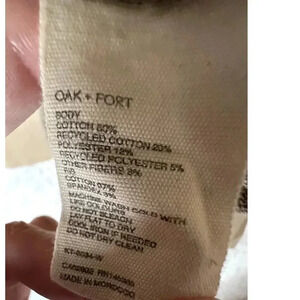 OAK + FORT
BODY
COTTON 60%
RECYCLED COTTON 20%
POLYESTER 12%
RECYCLED POLYESTER 5%
OTHER FIBERS 3%
RIB
COTTON 97%
SPANDEX 3%
MACHINE WASH COLD WITH
LIKE COLOURS
DO NOT BLEACH
LAY FLAT TO DRY
COOL IRON IF NEEDED
DO NOT DRY CLEAN
MADE IN MOROCCO